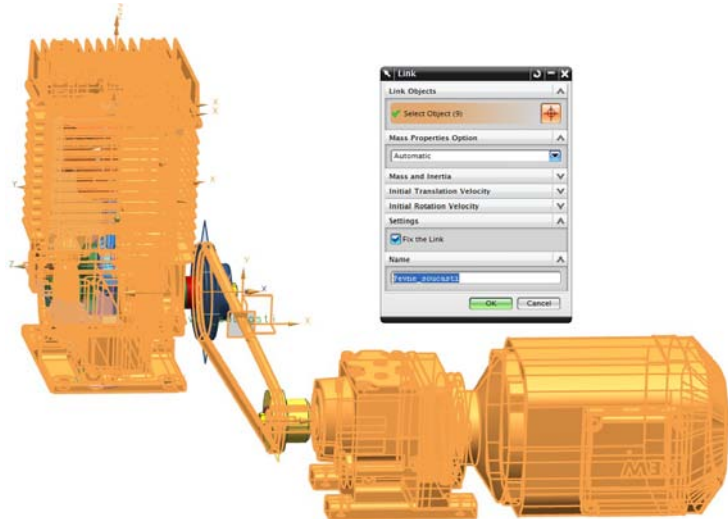 Link
Link Objects
Select Object (9)
Mass Properties Option
Automatic
Mass and Inertia
Initial Translation Velocity
Initial Rotation Velocity
Settings
Fix the Link
Name
OK Cancel